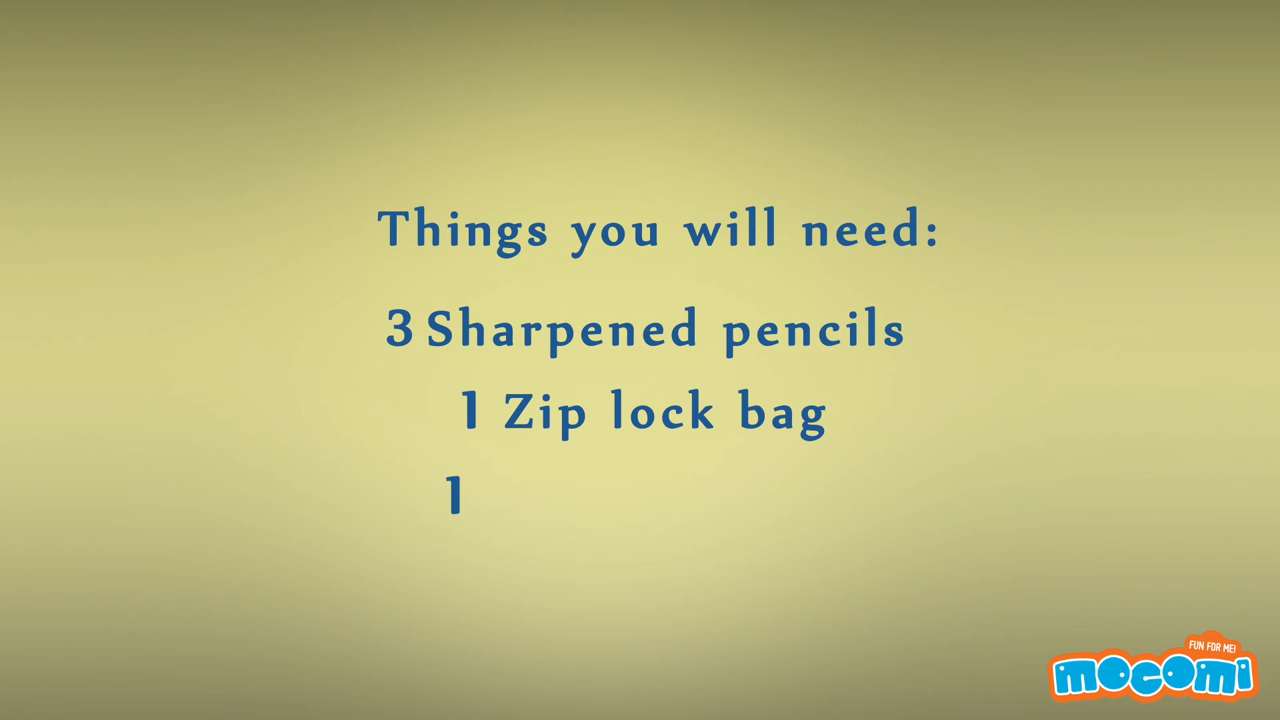 Things you will need:
3 Sharpened pencils
1 Zip lock bag
1
FUN FOR ME!
mocomi